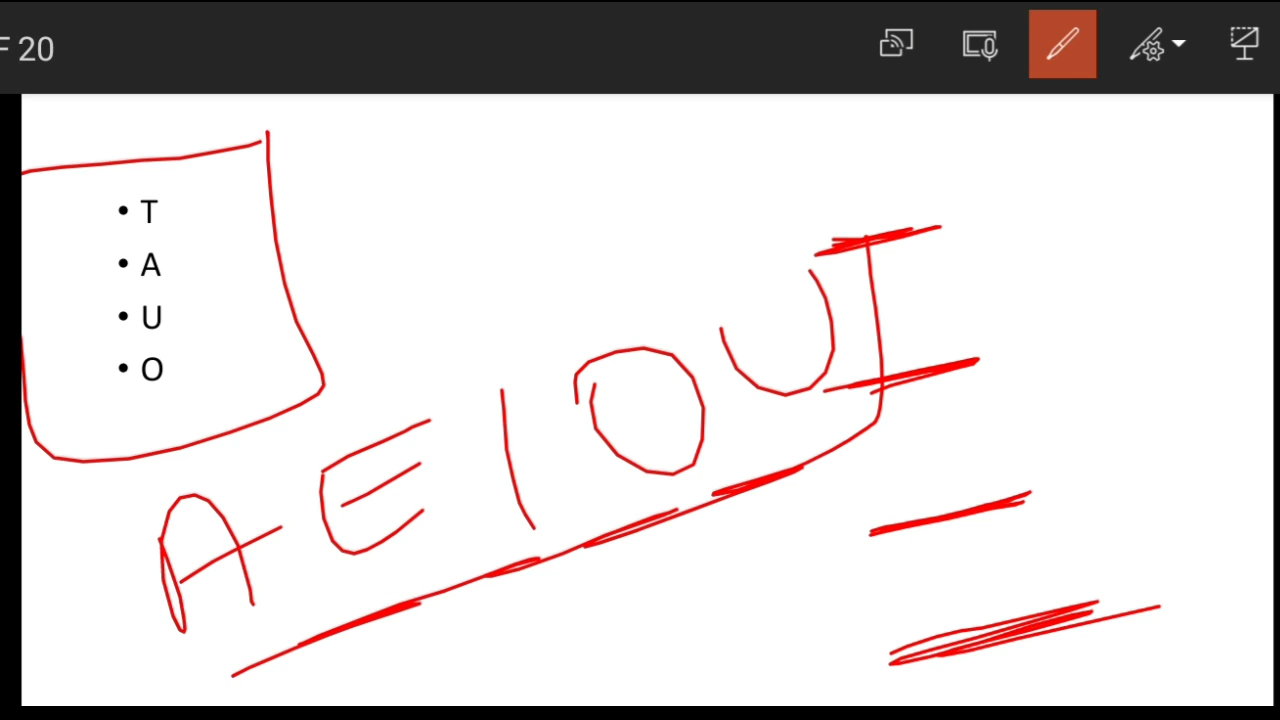 F 20
• T
• A
• U
• O
A E I O U